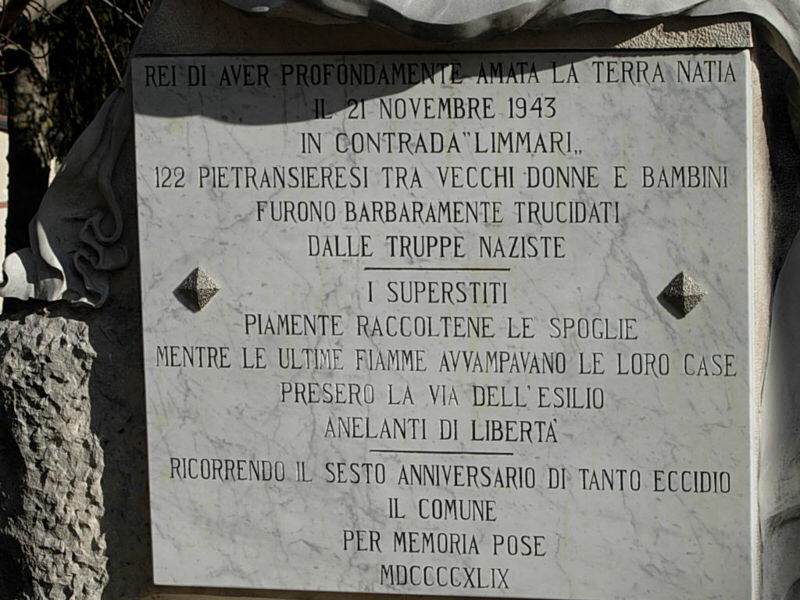 REI DI AVER PROFONDAMENTE AMATA LA TERRA NATIA
IL 21 NOVEMBRE 1943
IN CONTRADA "LIMMARI„
122 PIETRANSIERESI TRA VECCHI DONNE E BAMBINI
FURONO BARBARAMENTE TRUCIDATI
DALLE TRUPPE NAZISTE
I SUPERSTITI
PIAMENTE RACCOLTENE LE SPOGLIE
MENTRE LE ULTIME FIAMME AVVAMPAVANO LE LORO CASE
PRESERO LA VIA DELL'ESILIO
ANELANTI DI LIBERTÀ
RICORRENDO IL SESTO ANNIVERSARIO DI TANTO ECCIDIO
IL COMUNE
PER MEMORIA POSE
MDCCCCXLIX